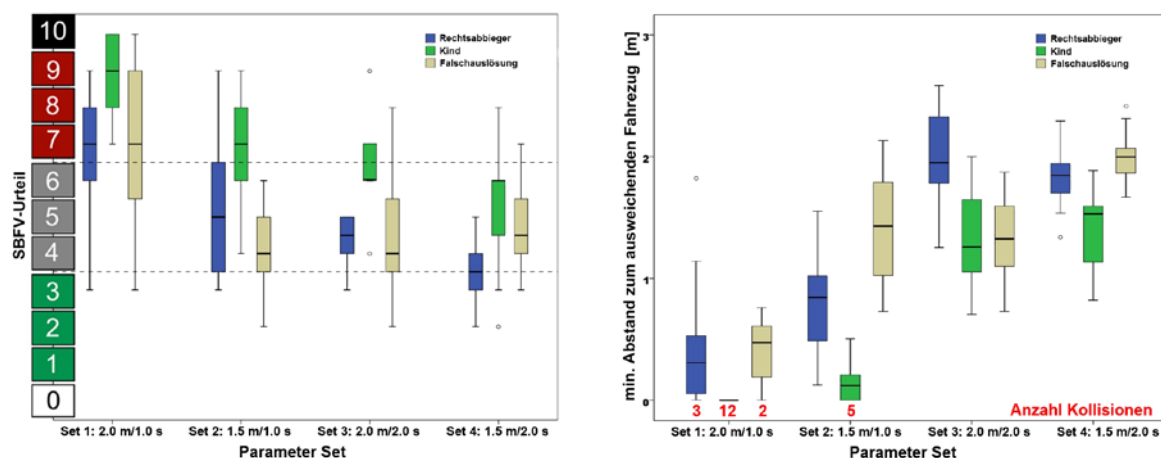 10
9
8
7
6
5
4
3
2
1
0
SBFV-Urteil
Rechtsabbieger
Kind
Falschauslösung
Set 1: 2.0 m/1.0 s
Set 2: 1.5 m/1.0 s
Set 3: 2.0 m/2.0 s
Set 4: 1.5 m/2.0 s
Parameter Set
min. Abstand zum ausweichenden Fahrezug [m]
3
2
1
0
Rechtsabbieger
Kind
Falschauslösung
3 12 2 5 Anzahl Kollisionen
Set 1: 2.0 m/1.0 s
Set 2: 1.5 m/1.0 s
Set 3: 2.0 m/2.0 s
Set 4: 1.5 m/2.0 s
Parameter Set